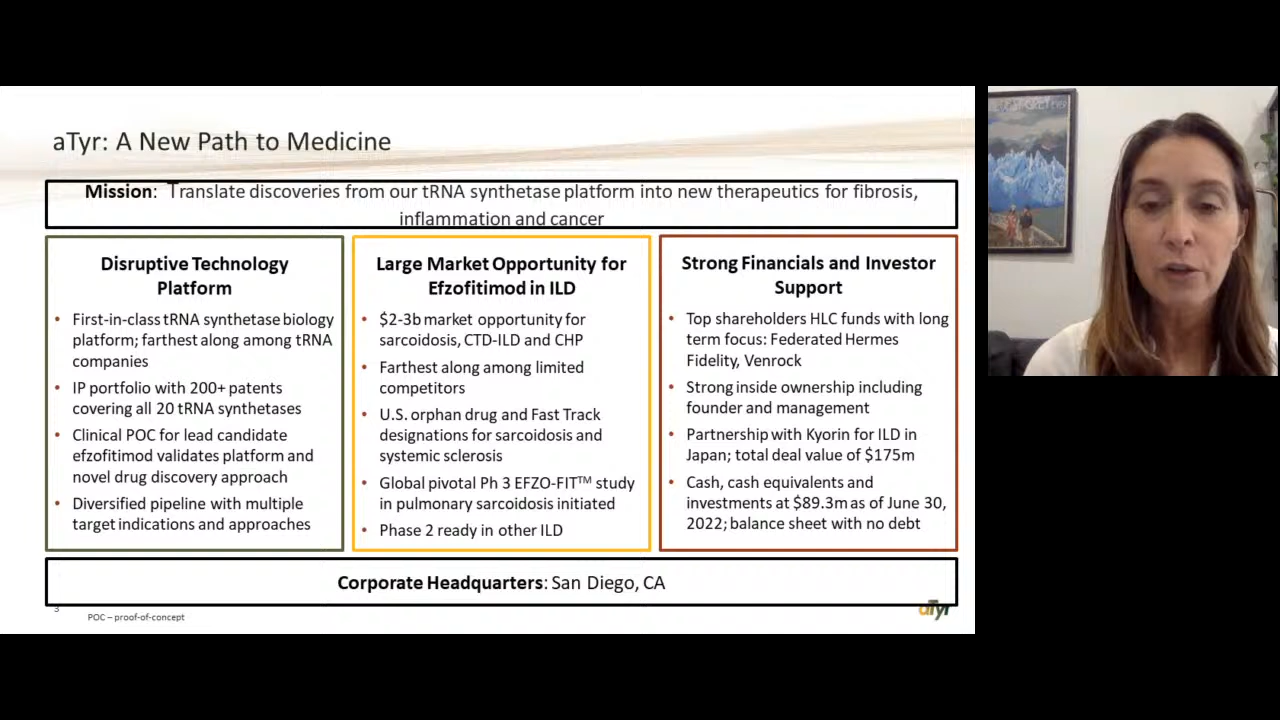 aTyr: A New Path to Medicine
Mission: Translate discoveries from our tRNA synthetase platform into new therapeutics for fibrosis,
inflammation and cancer
Disruptive Technology
Platform
• First-in-class tRNA synthetase biology
platform; farthest along among tRNA
companies
• IP portfolio with 200+ patents
covering all 20 tRNA synthetases
• Clinical POC for lead candidate
efzofitimod validates platform and
novel drug discovery approach
• Diversified pipeline with multiple
target indications and approaches
Large Market Opportunity for
Efzofitimod in ILD
• $2-3b market opportunity for
sarcoidosis, CTD-ILD and CHP
• Farthest along among limited
competitors
• U.S. orphan drug and Fast Track
designations for sarcoidosis and
systemic sclerosis
• Global pivotal Ph 3 EFZO-FIT™ study
in pulmonary sarcoidosis initiated
• Phase 2 ready in other ILD
Strong Financials and Investor
Support
• Top shareholders HLC funds with long
term focus: Federated Hermes
Fidelity, Venrock
• Strong inside ownership including
founder and management
• Partnership with Kyorin for ILD in
Japan; total deal value of $175m
• Cash, cash equivalents and
investments at $89.3m as of June 30,
2022; balance sheet with no debt
Corporate Headquarters: San Diego, CA
3
POC – proof-of-concept
aTyr